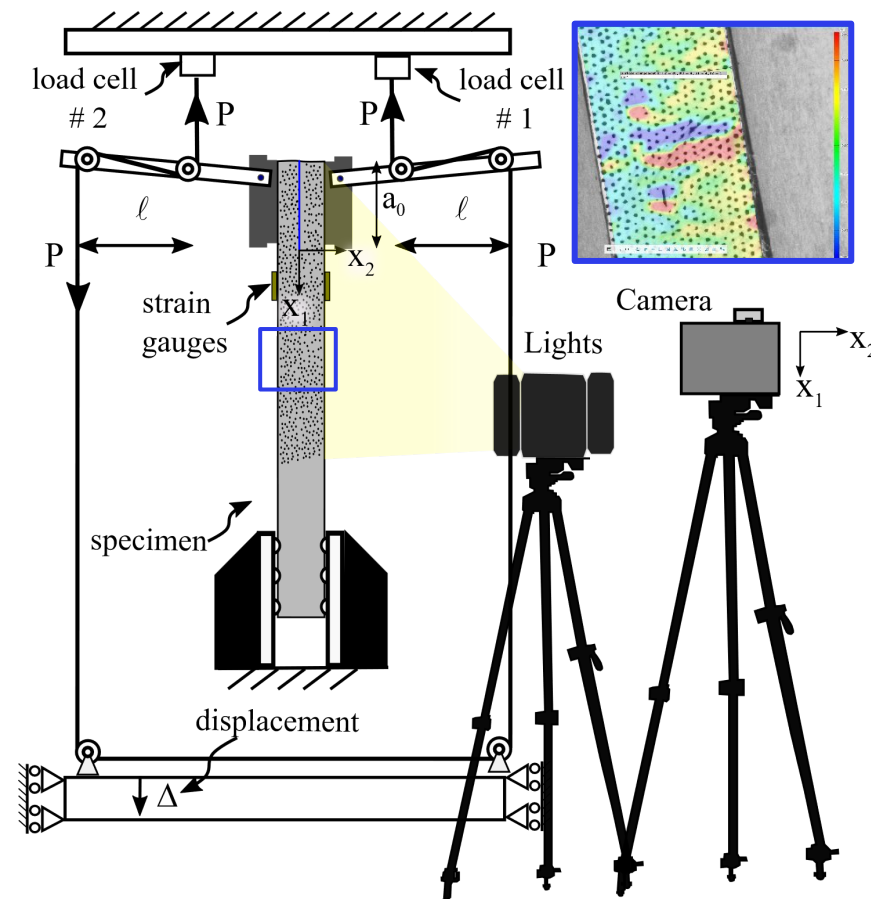 load cell
# 2
P
P
load cell
# 1
ℓ
a₀
ℓ
P
x₂
P
strain
gauges
x₁
Lights
Camera
x₂
x₁
specimen
displacement
Δ